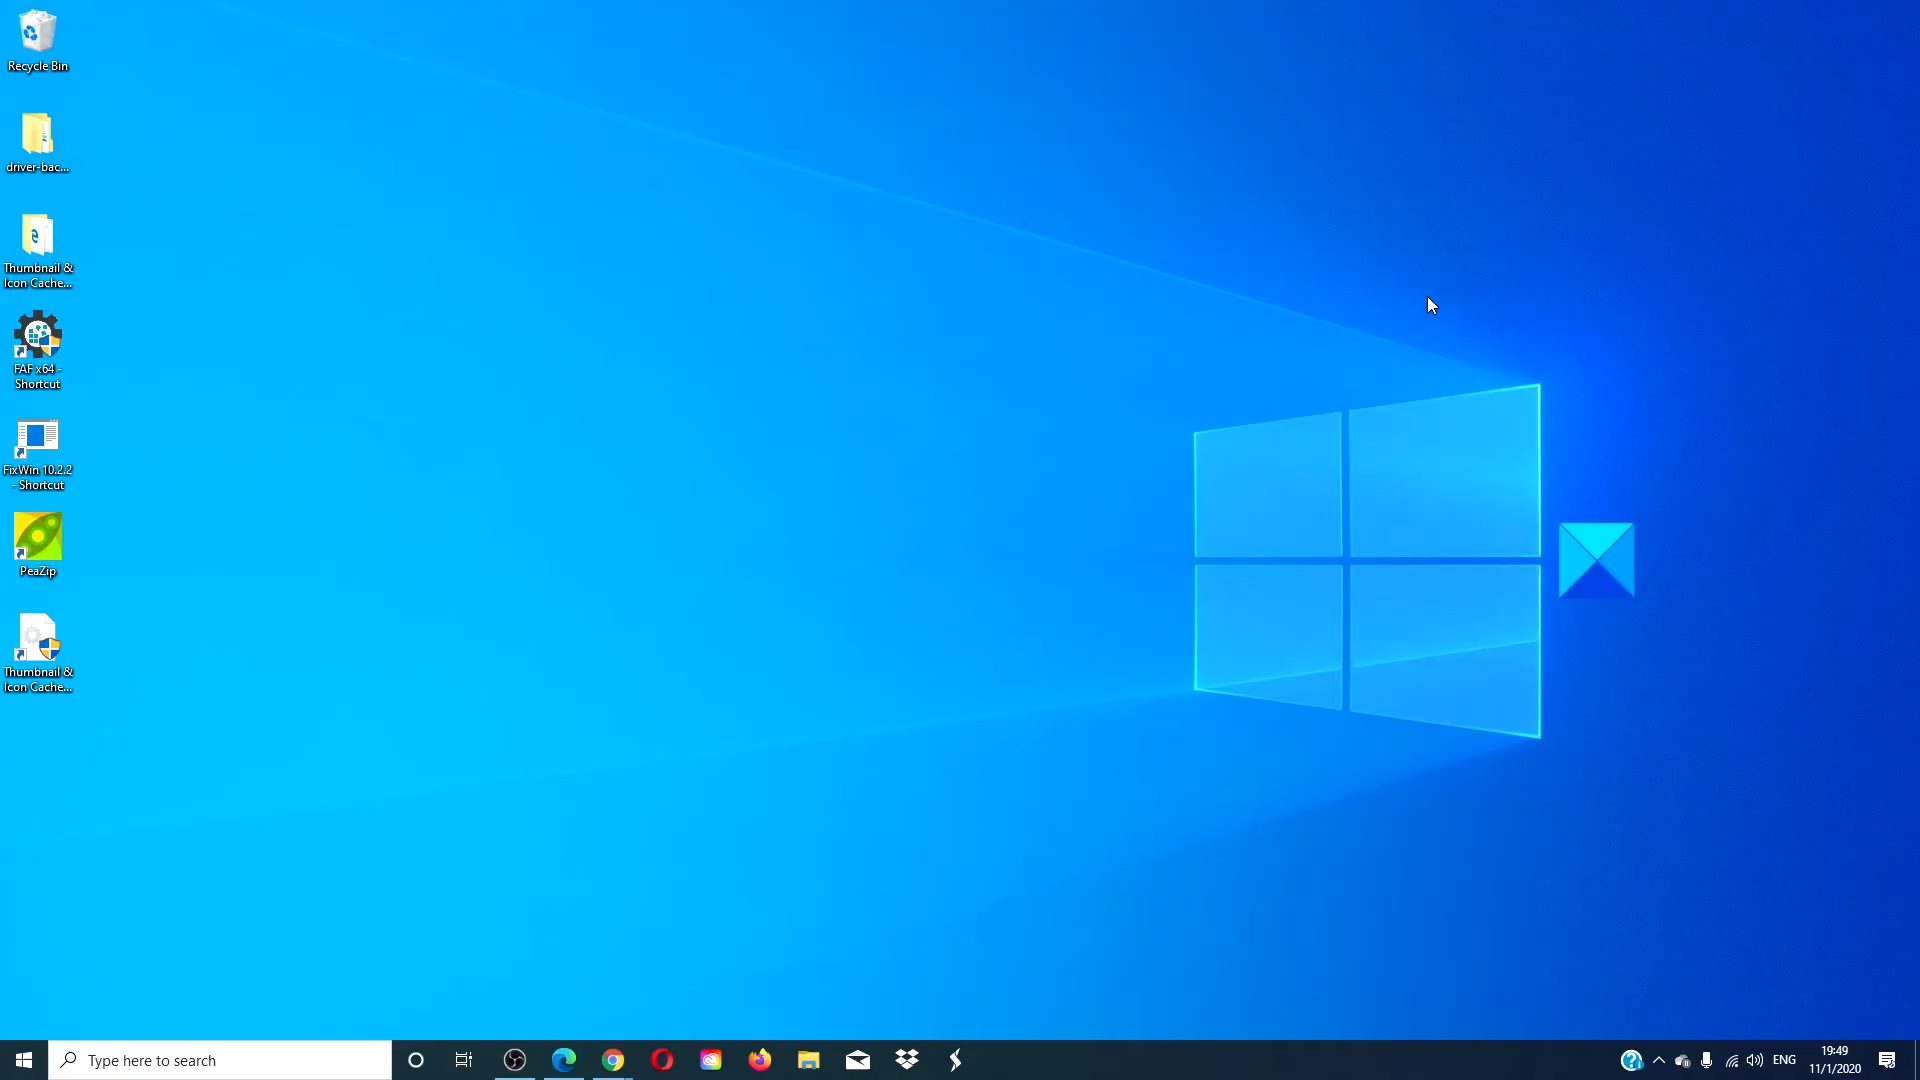 Recycle Bin
driver-bac...
Thumbnail &
Icon Cache...
FAF x64 -
Shortcut
FixWin 10.2.2
- Shortcut
PeaZip
Thumbnail &
Icon Cache...
Type here to search
ENG
19:49
11/1/2020